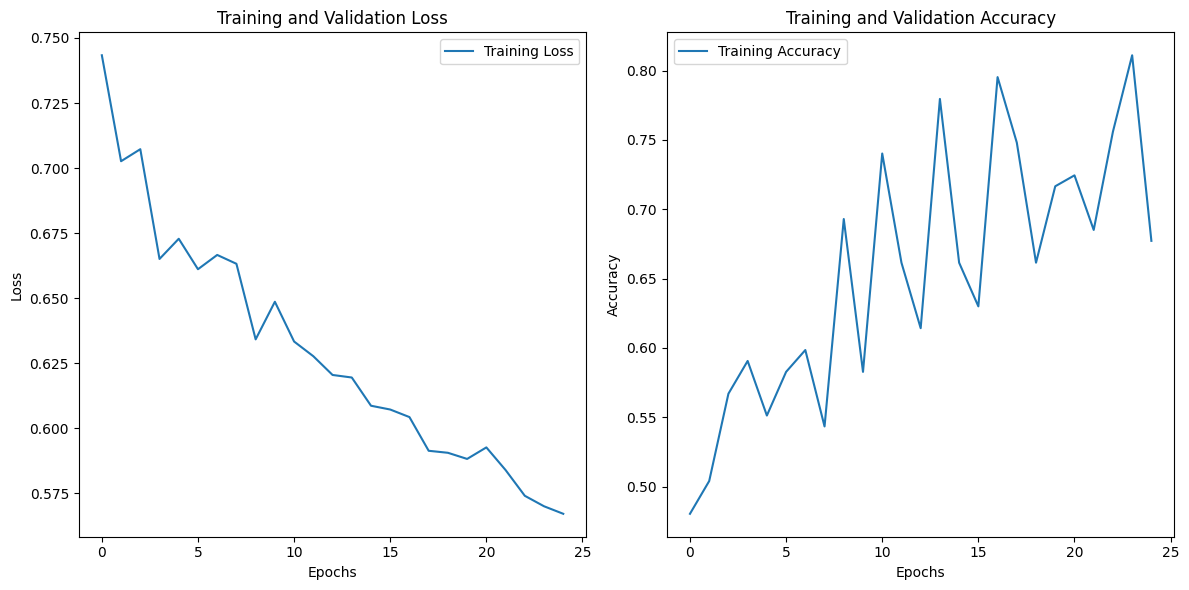 Training and Validation Loss
Training Loss
0.750
0.725
0.700
0.675
0.650
0.625
0.600
0.575
Loss
0 5 10 15 20 25
Epochs
Training and Validation Accuracy
Training Accuracy
0.80
0.75
0.70
0.65
0.60
0.55
0.50
Accuracy
0 5 10 15 20 25
Epochs